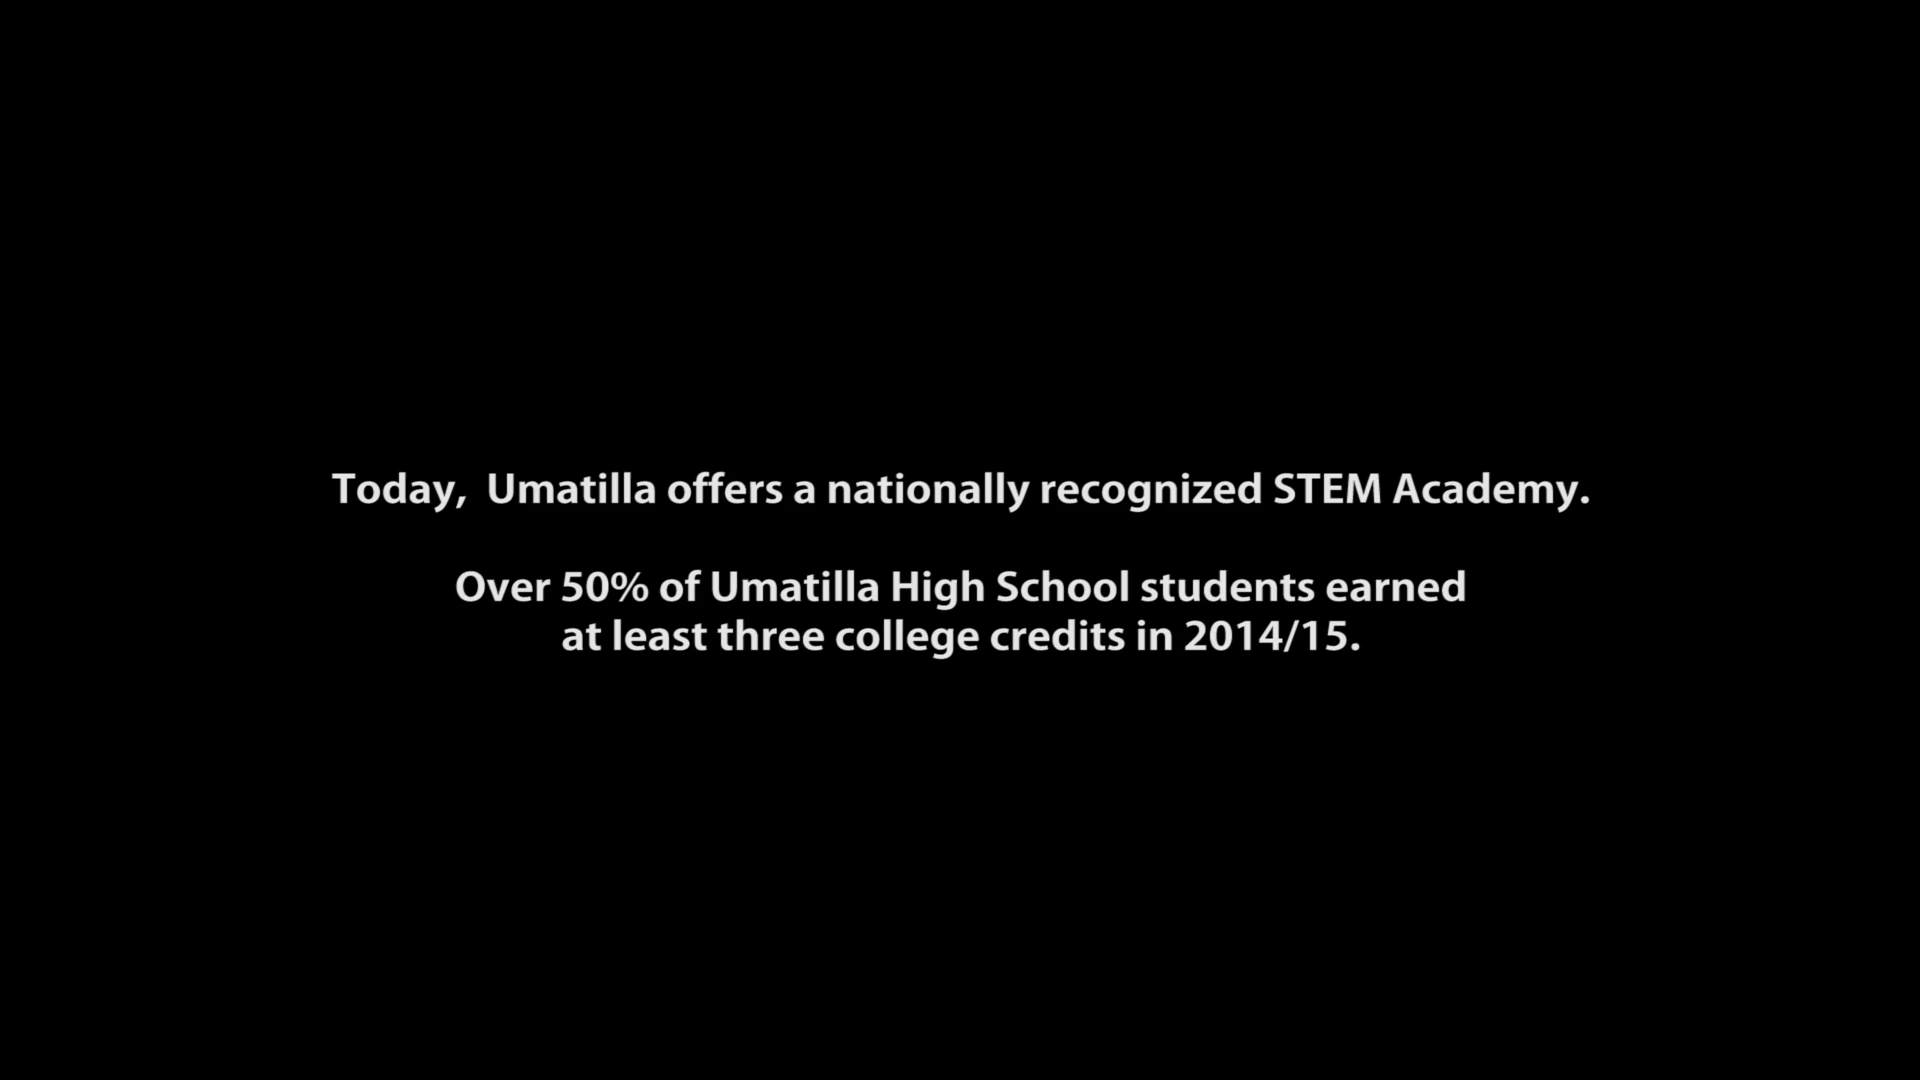 Today,  Umatilla offers a nationally recognized STEM Academy.
Over 50% of Umatilla High School students earned
at least three college credits in 2014/15.